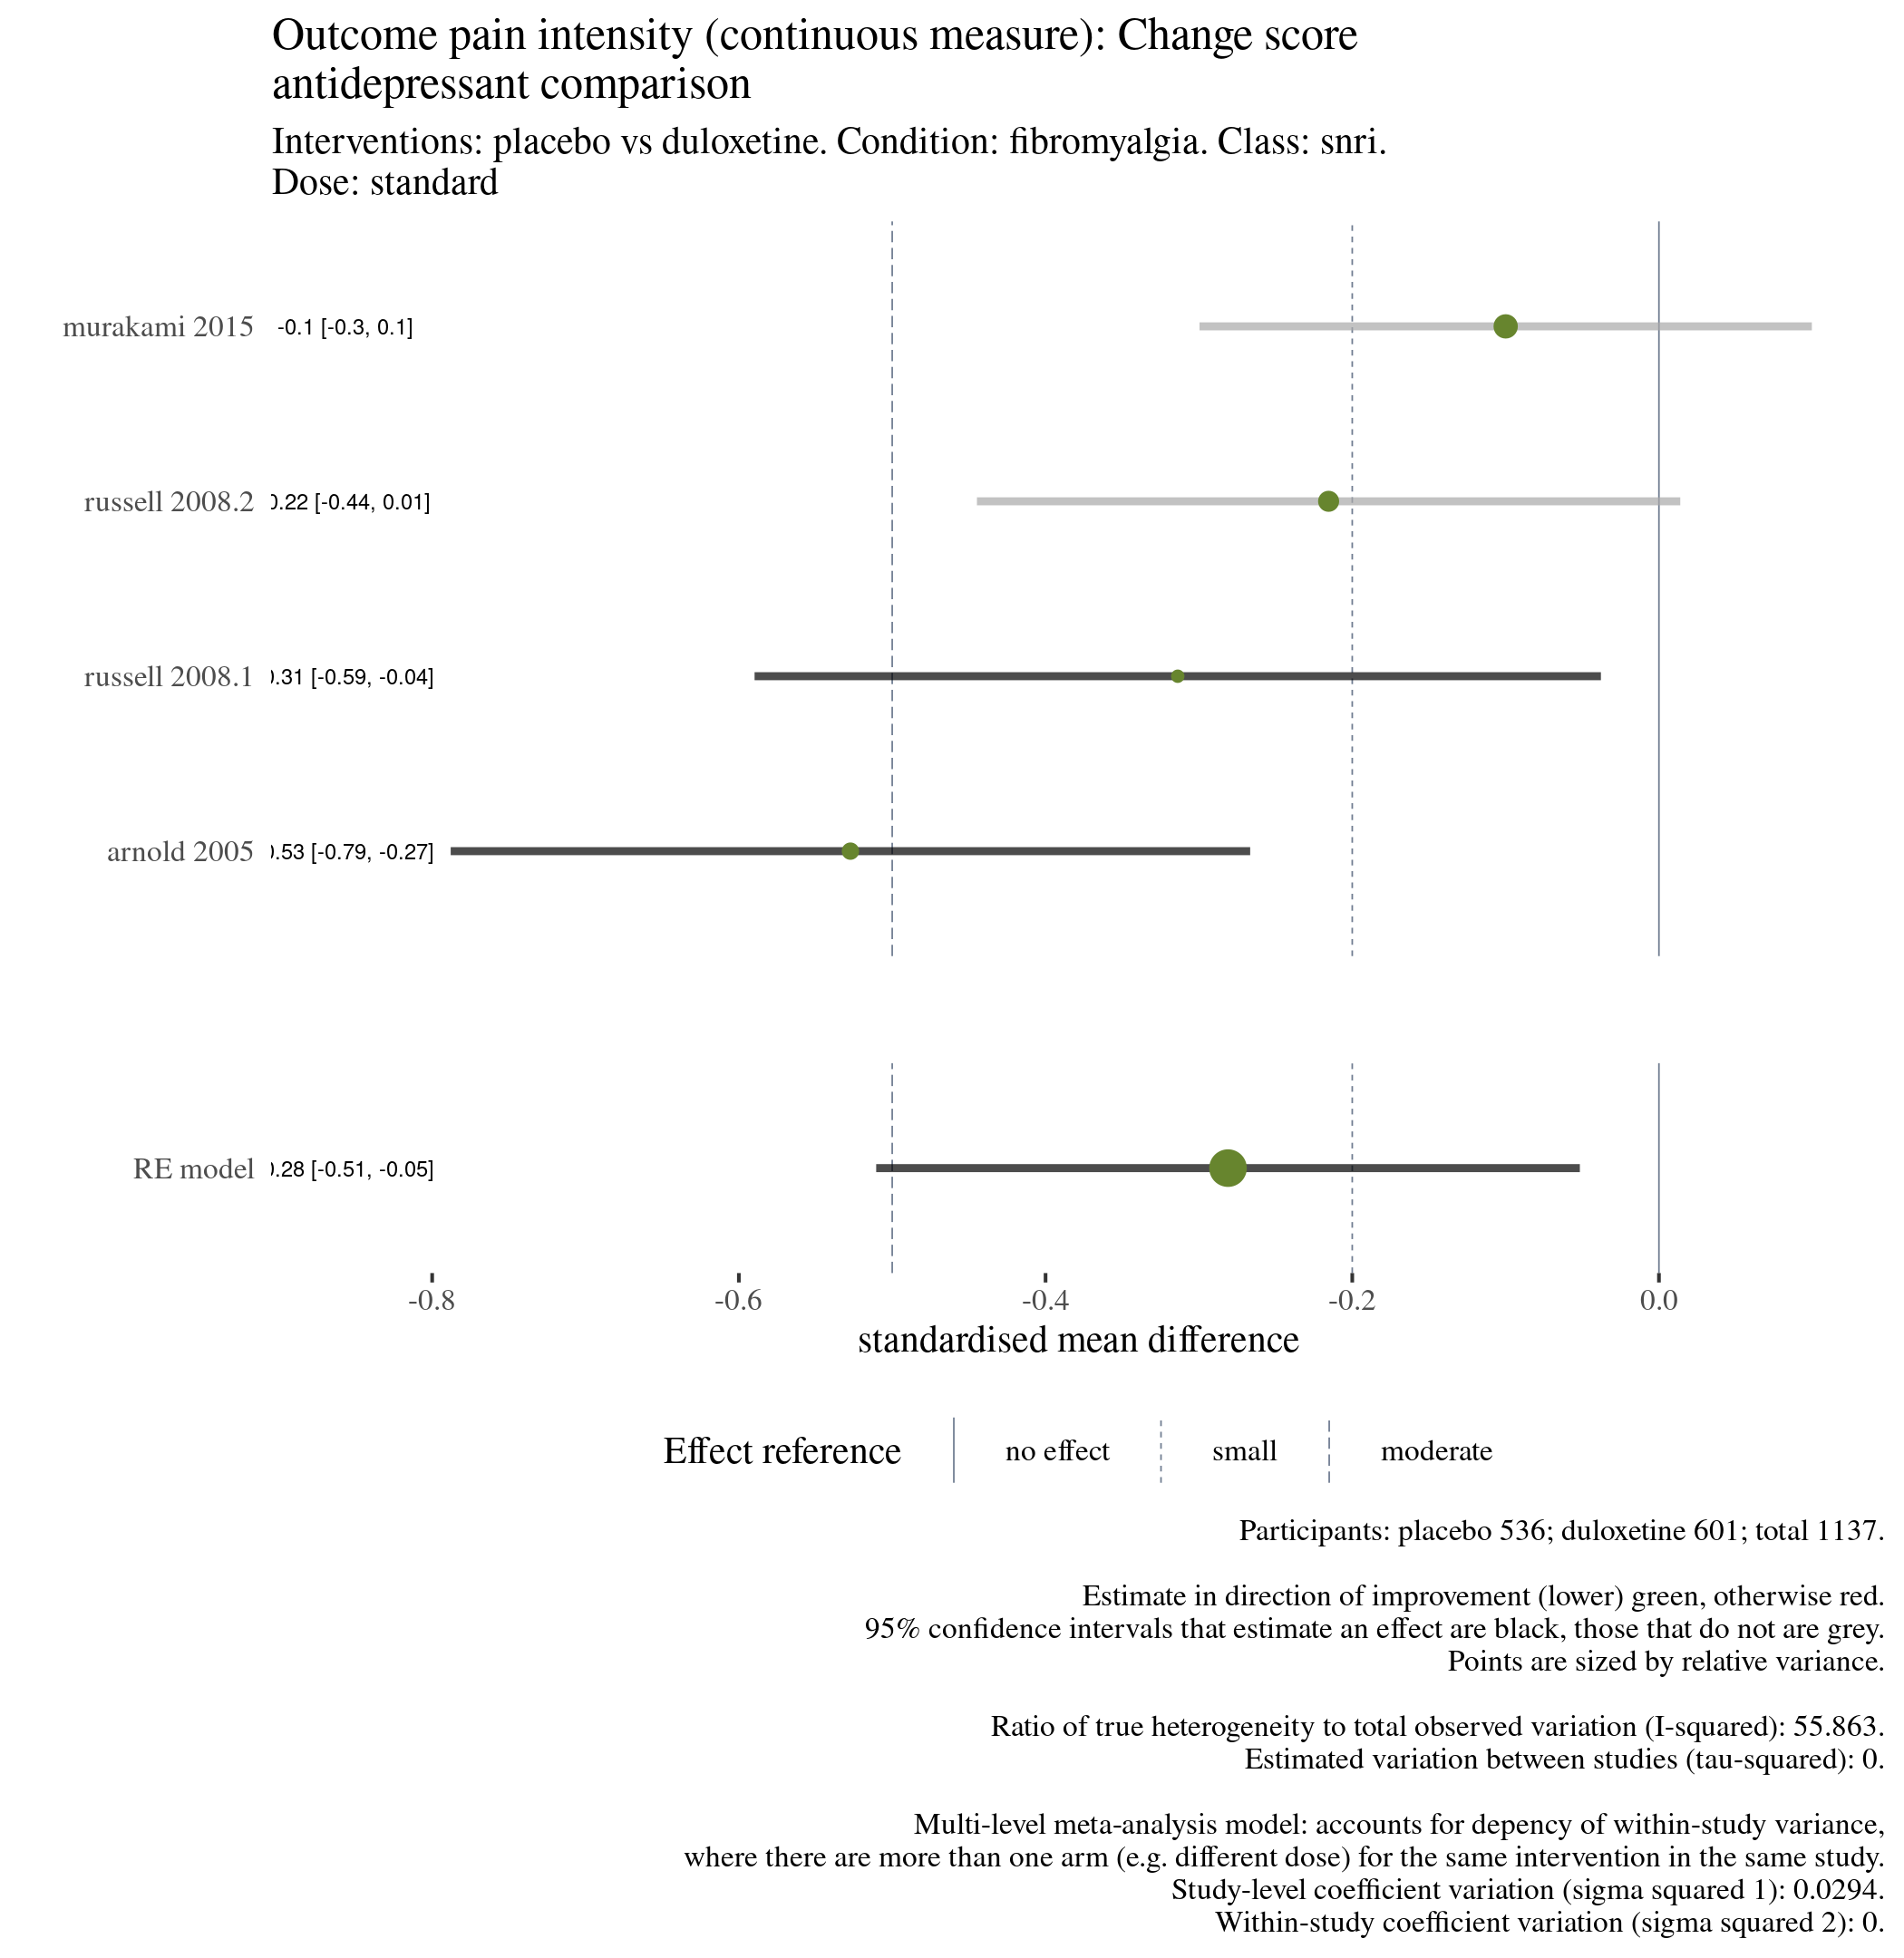 Outcome pain intensity (continuous measure): Change score
antidepressant comparison
Interventions: placebo vs duloxetine. Condition: fibromyalgia. Class: snri.
Dose: standard
murakami 2015 -0.1 [-0.3, 0.1]
russell 2008.2 0.22 [-0.44, 0.01]
russell 2008.1 .31 [-0.59, -0.04]
arnold 2005 .53 [-0.79, -0.27]
RE model .28 [-0.51, -0.05]
-0.8 -0.6 -0.4 -0.2 0.0
standardised mean difference
Effect reference no effect small moderate
Participants: placebo 536; duloxetine 601; total 1137.
Estimate in direction of improvement (lower) green, otherwise red.
95% confidence intervals that estimate an effect are black, those that do not are grey.
Points are sized by relative variance.
Ratio of true heterogeneity to total observed variation (I-squared): 55.863.
Estimated variation between studies (tau-squared): 0.
Multi-level meta-analysis model: accounts for depency of within-study variance,
where there are more than one arm (e.g. different dose) for the same intervention in the same study.
Study-level coefficient variation (sigma squared 1): 0.0294.
Within-study coefficient variation (sigma squared 2): 0.